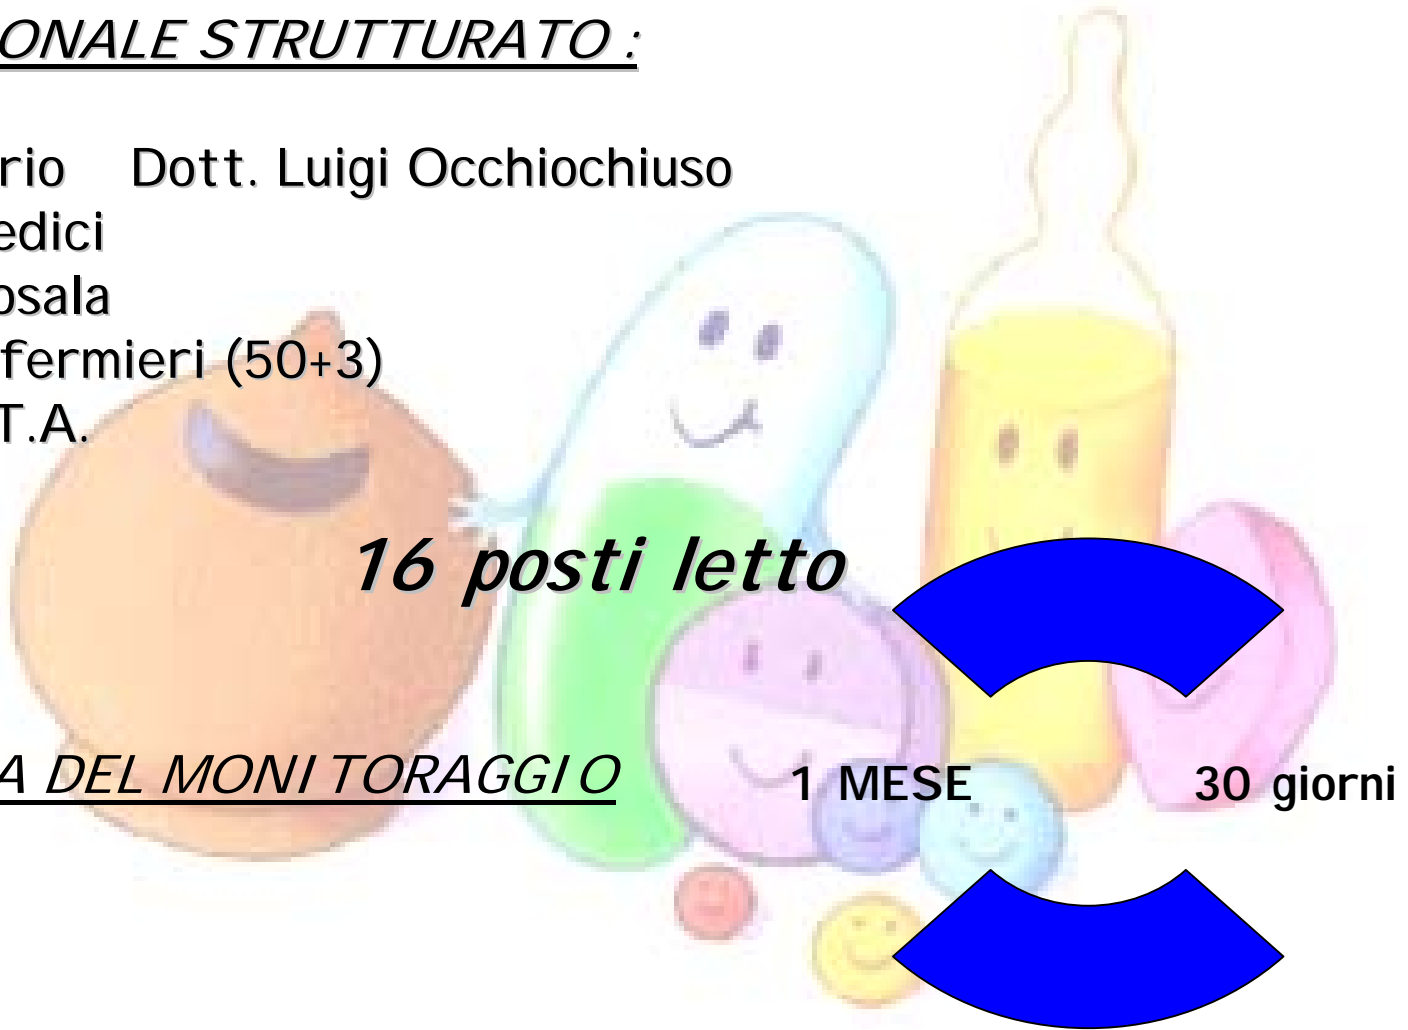 ONALE STRUTTURATO :
rio Dott. Luigi Occhiochiuso
edici
osala
fermieri (50+3)
T.A.
16 posti letto
A DEL MONITORAGGIO 1 MESE 30 giorni